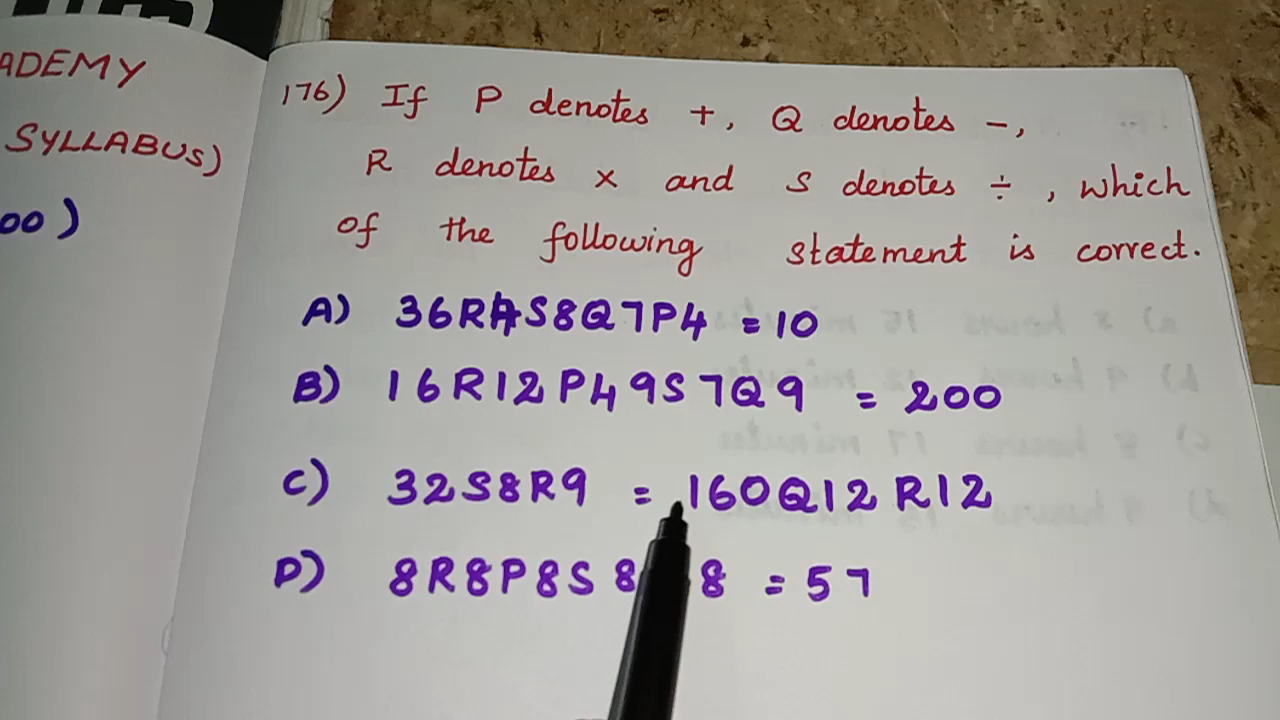 ADEMY
SYLLABUS)
00)
176) If P denotes +, Q denotes -,
R denotes × and S denotes ÷, which
of the following statement is correct.
A) 36R4S8Q7P4 = 10
B) 16R12P49S7Q9 = 200
C) 32S8R9 = 160Q12R12
D) 8R8P8S8 8 = 57